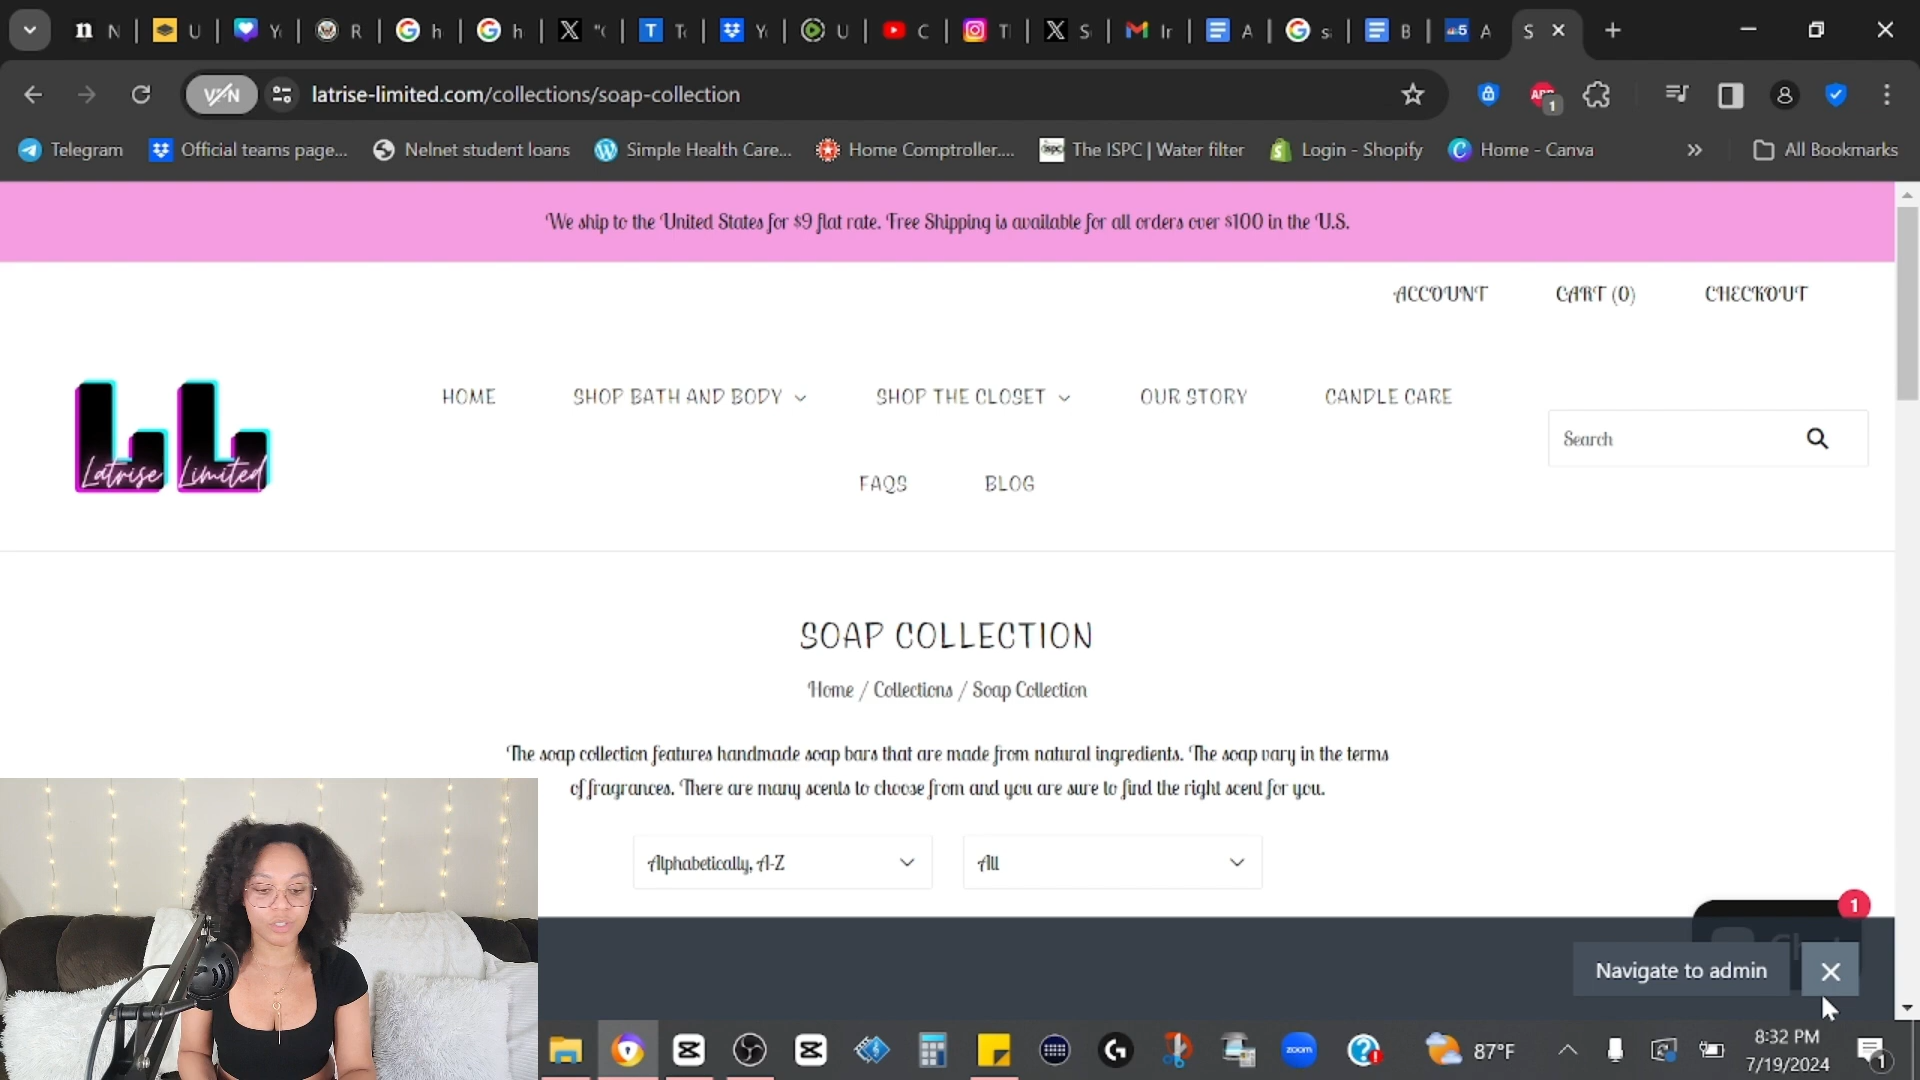 N
U
Y
R
h
h
"(
T
Y
U
C
T
S
Ir
A
s
B
A
S
VPN
latrise-limited.com/collections/soap-collection
ABP
1
Telegram
Official teams page...
Nelnet student loans
Simple Health Care...
Home Comptroller....
The ISPC | Water filter
Login - Shopify
Home - Canva
All Bookmarks
We ship to the United States for $9 flat rate. Free Shipping is available for all orders over $100 in the U.S.
ACCOUNT
CART (0)
CHECKOUT
Latrise Limited
HOME
SHOP BATH AND BODY
SHOP THE CLOSET
OUR STORY
CANDLE CARE
Search
FAQS
BLOG
SOAP COLLECTION
Home / Collections / Soap Collection
The soap collection features handmade soap bars that are made from natural ingredients. The soap vary in the terms
of fragrances. There are many scents to choose from and you are sure to find the right scent for you.
Alphabetically, A-Z
All
1
Navigate to admin
zoom
87°F
8:32 PM
7/19/2024
1